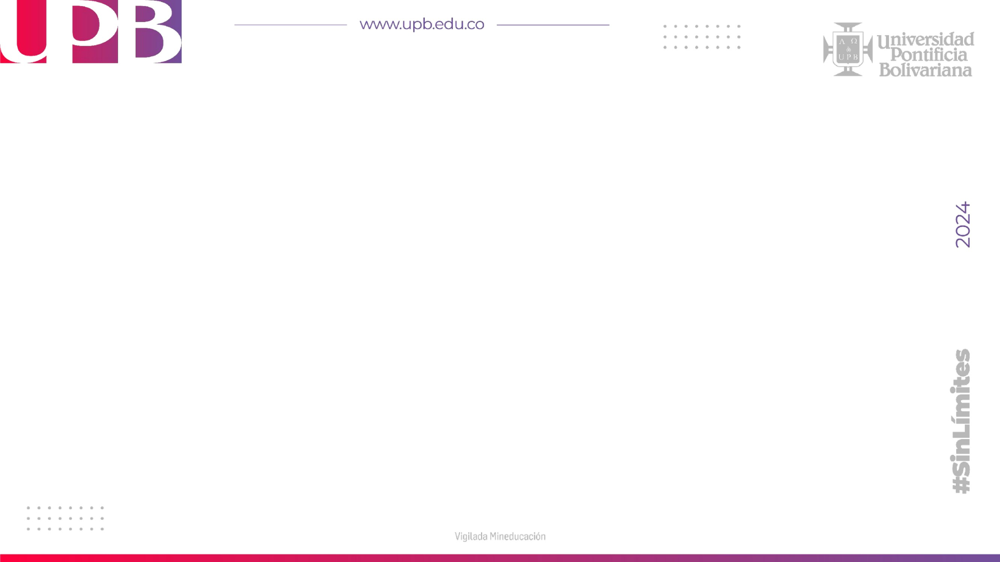 UPB
www.upb.edu.co
Α Ω
UPB
Universidad
Pontificia
Bolivariana
2024
#sinLímites
Vigilada Mineducación